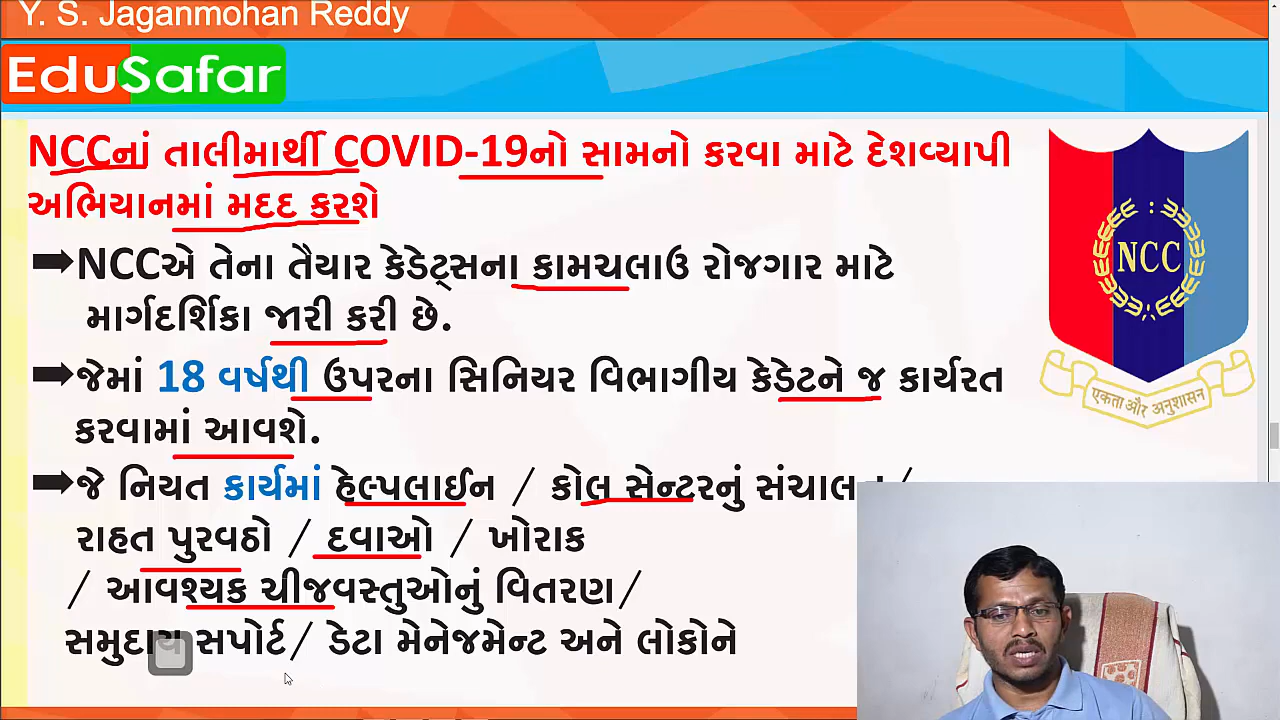 Y. S. Jaganmohan Reddy
EduSafar
NCCનાં તાલીમાર્થી COVID-19નો સામનો કરવા માટે દેશવ્યાપી
અભિયાનમાં મદદ કરશે
➡NCCએ તેના તૈયાર કેડેટ્સના કામચલાઉ રોજગાર માટે
માર્ગદર્શિકા જારી કરી છે.
➡જેમાં 18 વર્ષથી ઉપરના સિનિયર વિભાગીય કેડેટને જ કાર્યરત
કરવામાં આવશે.
➡જે નિયત કાર્યમાં હેલ્પલાઈન / કોલ સેન્ટરનું /
રાહત પુરવઠો / દવાઓ / ખોરાક
/ આવશ્યક ચીજવસ્તુઓનું વિતરણ/
સમુદાય સપોર્ટ/ ડેટા મેનેજમેન્ટ અને લોકોને
NCC
एकता और अनुशासन